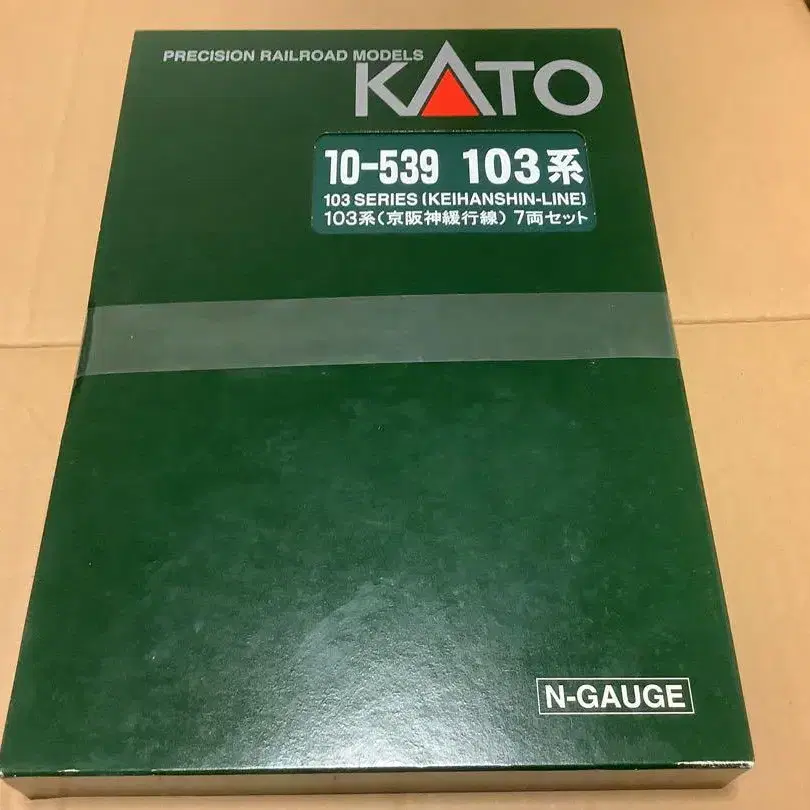 PRECISION RAILROAD MODELS
KATO
10-539 103系
103 SERIES (KEIHANSHIN-LINE)
103系(京阪神緩行線) 7両セット
N-GAUGE